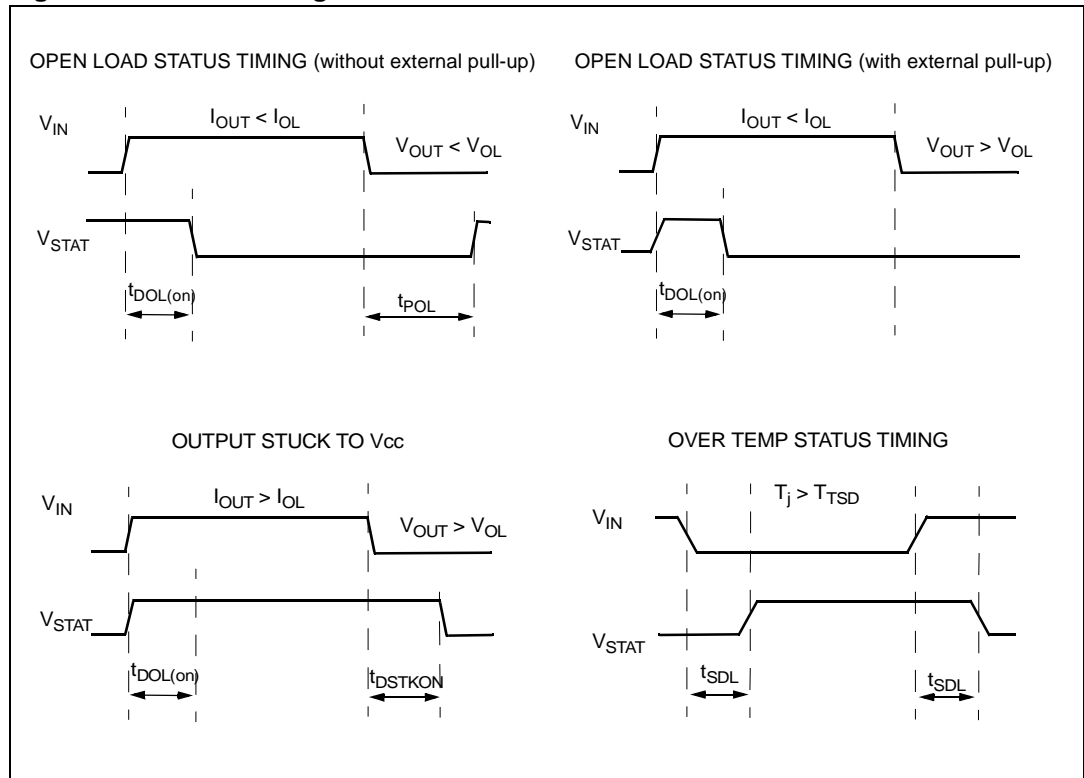 OPEN LOAD STATUS TIMING (without external pull-up)
V_IN
I_OUT < I_OL
V_OUT < V_OL
V_STAT
t_DOL(on)
t_POL
OPEN LOAD STATUS TIMING (with external pull-up)
V_IN
I_OUT < I_OL
V_OUT > V_OL
V_STAT
t_DOL(on)
OUTPUT STUCK TO Vcc
V_IN
I_OUT > I_OL
V_OUT > V_OL
V_STAT
t_DOL(on)
t_DSTKON
OVER TEMP STATUS TIMING
T_j > T_TSD
V_IN
V_STAT
t_SDL
t_SDL